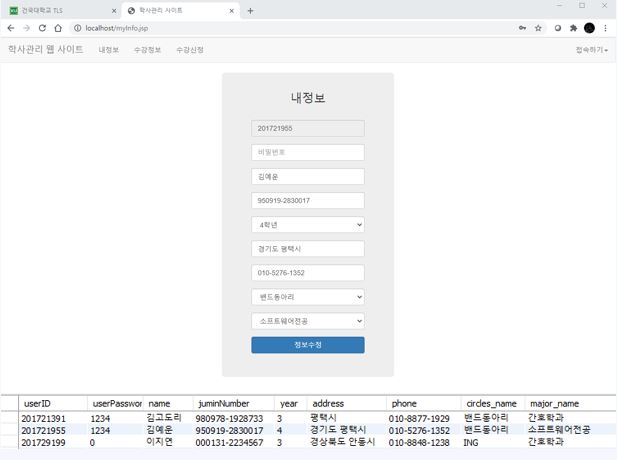 건국대학교 TLS
학사관리 사이트
localhost/myInfo.jsp
학사관리 웹 사이트 내정보 수강정보 수강신청 접속하기
내정보
201721955
비밀번호
김예운
950919-2830017
4학년
경기도 평택시
010-5276-1352
밴드동아리
소프트웨어전공
정보수정
userID userPasswor name juminNumber year address phone circles_name major_name
201721391 1234 김고도리 980978-1928733 3 평택시 010-8877-1929 밴드동아리 간호학과
201721955 1234 김예운 950919-2830017 4 경기도 평택시 010-5276-1352 밴드동아리 소프트웨어전공
201729199 0 이지연 000131-2234567 3 경상북도 안동시 010-8848-1238 ING 간호학과